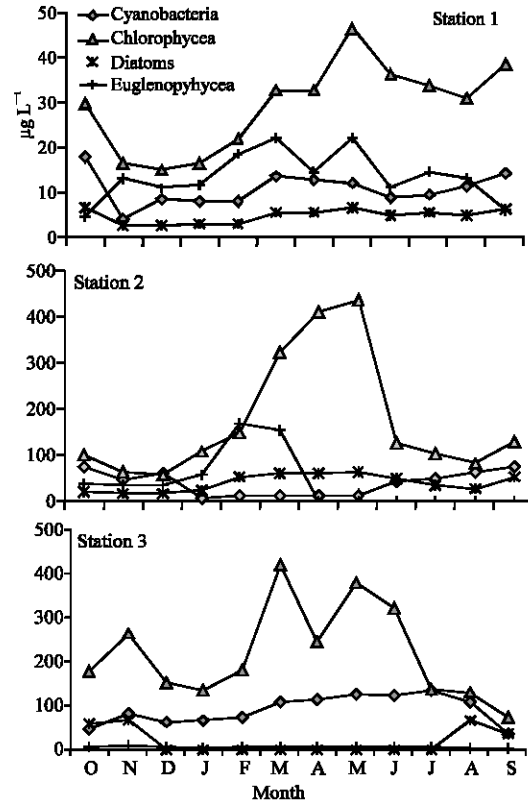 Cyanobacteria
Chlorophycea
Diatoms
Euglenopyhycea
Station 1
µg L⁻¹
50
40
30
20
10
0
Station 2
500
400
300
200
100
0
Station 3
500
400
300
200
100
0
O N D J F M A M J J A S
Month